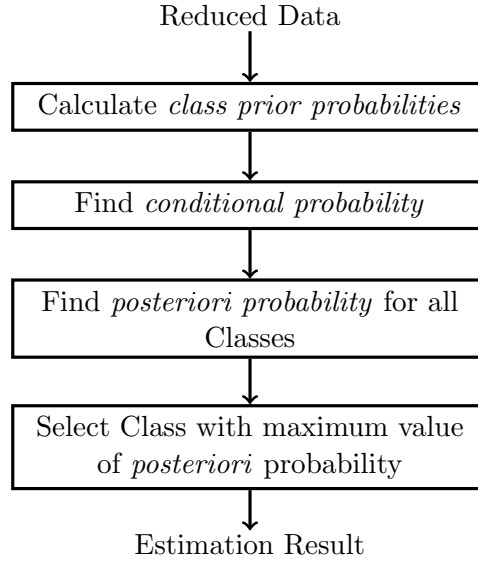 Reduced Data
Calculate class prior probabilities
Find conditional probability
Find posteriori probability for all
Classes
Select Class with maximum value
of posteriori probability
Estimation Result